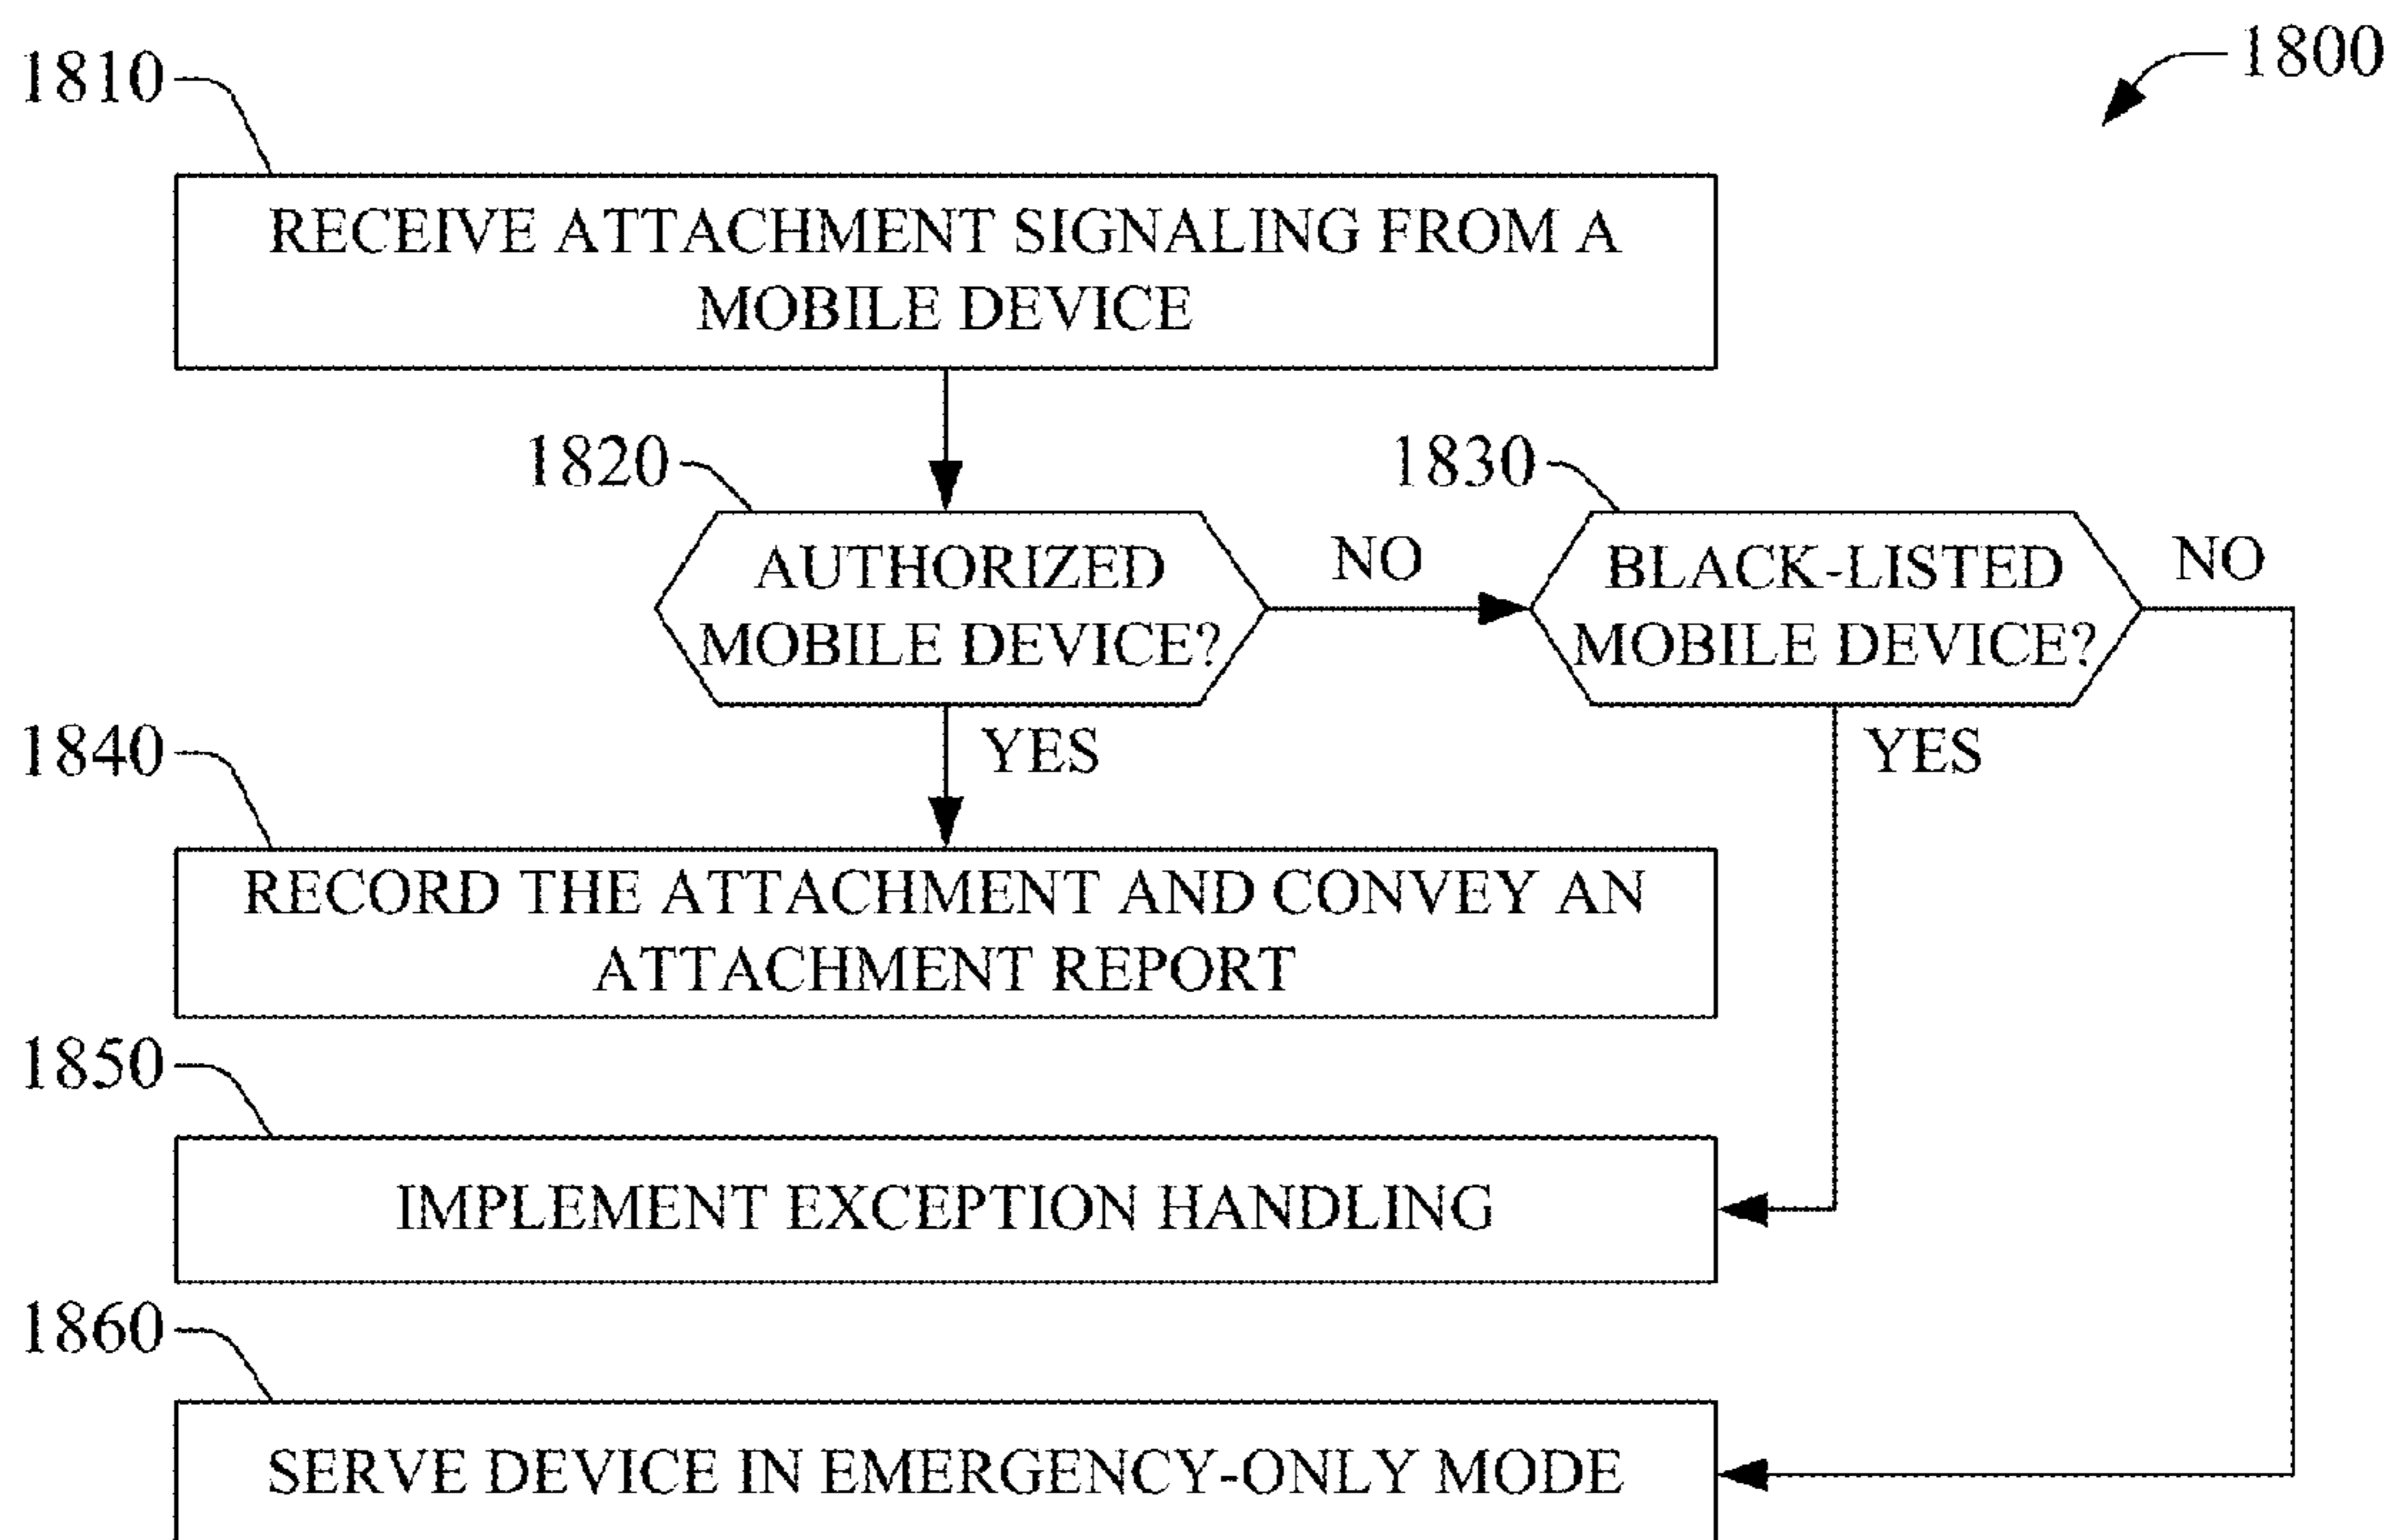 1800
1810
RECEIVE ATTACHMENT SIGNALING FROM A
MOBILE DEVICE
1820
AUTHORIZED
MOBILE DEVICE?
NO
1830
BLACK-LISTED
MOBILE DEVICE?
NO
YES
YES
1840
RECORD THE ATTACHMENT AND CONVEY AN
ATTACHMENT REPORT
1850
IMPLEMENT EXCEPTION HANDLING
1860
SERVE DEVICE IN EMERGENCY-ONLY MODE